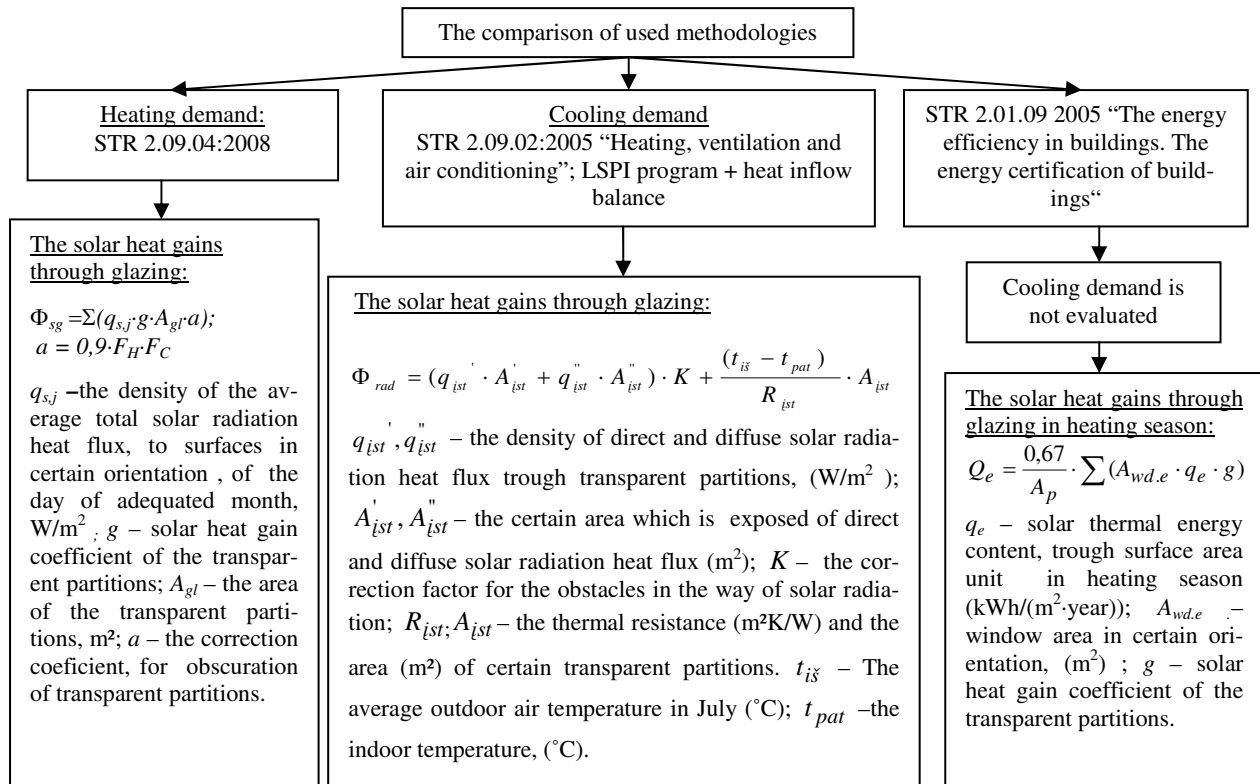 The comparison of used methodologies
Heating demand:
STR 2.09.04:2008
Cooling demand
STR 2.09.02:2005 “Heating, ventilation and
air conditioning”; LSPI program + heat inflow
balance
STR 2.01.09 2005 “The energy
efficiency in buildings. The
energy certification of build-
ings“
The solar heat gains
through glazing:
Φsg =Σ(qs,j·g·Agl·a);
a = 0,9·FH·FC
qs,j –the density of the av-
erage total solar radiation
heat flux, to surfaces in
certain orientation , of the
day of adequated month,
W/m² ; g – solar heat gain
coefficient of the transpar-
ent partitions; Agl – the area
of the transparent parti-
tions, m²; a – the correction
coeficient, for obscuration
of transparent partitions.
The solar heat gains through glazing:
Φ rad = (q įst ' · A'įst + q''įst · A''įst) · K + (t iš − t pat) / R įst · A įst
q įst ', q įst '' – the density of direct and diffuse solar radia-
tion heat flux trough transparent partitions, (W/m² );
A'įst , A''įst – the certain area which is exposed of direct
and diffuse solar radiation heat flux (m²); K – the cor-
rection factor for the obstacles in the way of solar radia-
tion; R įst; A įst – the thermal resistance (m²K/W) and the
area (m²) of certain transparent partitions. t iš – The
average outdoor air temperature in July (˚C); t pat –the
indoor temperature, (˚C).
Cooling demand is
not evaluated
The solar heat gains through
glazing in heating season:
Qe = 0,67 / Ap · ∑ (Awd.e · qe · g)
qe – solar thermal energy
content, trough surface area
unit in heating season
(kWh/(m²·year)); Awd.e –
window area in certain ori-
entation, (m²) ; g – solar
heat gain coefficient of the
transparent partitions.